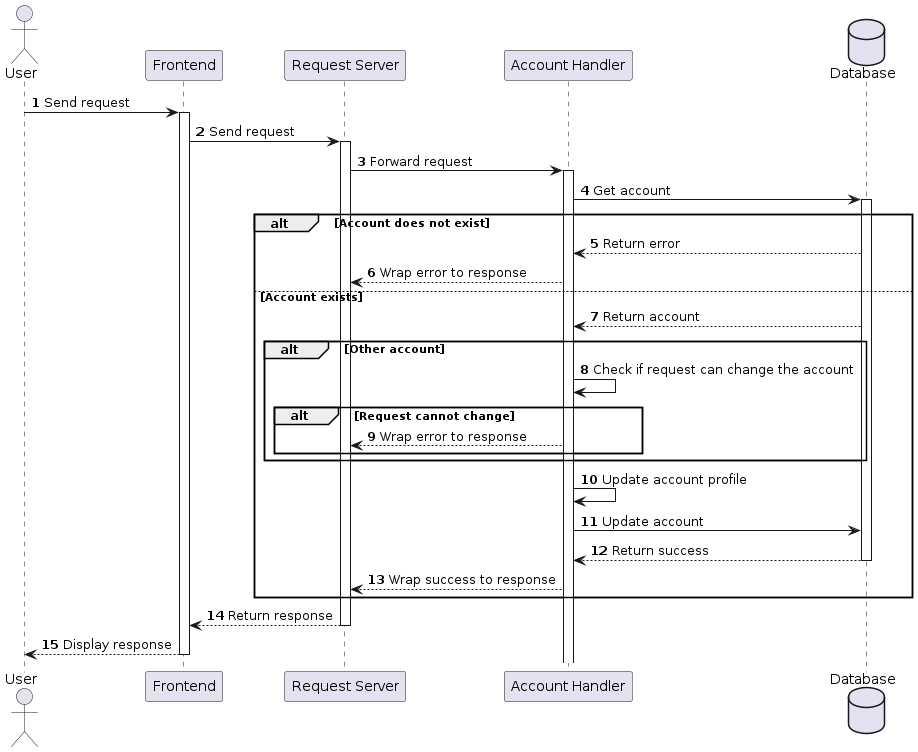 User
Frontend
Request Server
Account Handler
Database
1 Send request
2 Send request
3 Forward request
4 Get account
alt [Account does not exist]
5 Return error
6 Wrap error to response
[Account exists]
7 Return account
alt [Other account]
8 Check if request can change the account
alt [Request cannot change]
9 Wrap error to response
10 Update account profile
11 Update account
12 Return success
13 Wrap success to response
14 Return response
15 Display response
User
Frontend
Request Server
Account Handler
Database